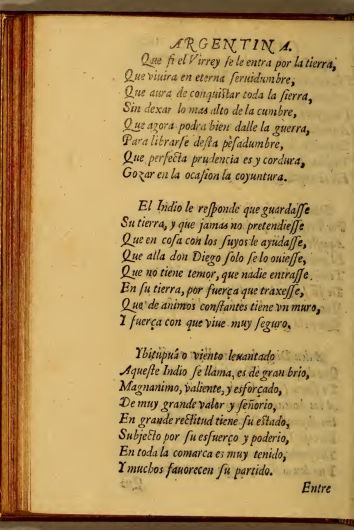 ARGENTINA.
Que ſi el Virrey ſe le entra por la tierra,
Que viuira en eterna ſeruidumbre,
Que aura de conquiſtar toda la ſierra,
Sin dexar lo mas alto de la cumbre,
Que agora podra bien dalle la guerra,
Para librarſe deſta peſadumbre,
Que perfecta prudencia es y cordura,
Gozar en la ocaſion la coyuntura.
El Indio le reſponde que guardaſſe
Su tierra, y que jamas no pretendieſſe
Que en coſa con los ſuyos le ayudaſſe,
Que alla don Diego ſolo ſe lo ouieſſe,
Que no tiene temor, que nadie entraſſe
En ſu tierra, por fuerça que traxeſſe,
Que de animos conſtantes tiene vn muro,
Y fuerça con que viue muy ſeguro.
Ybitupuâ o viento leuantado
Aqueſte Indio ſe llama, es de gran brio,
Magnanimo, valiente, y esforçado,
De muy grande valor y ſeñorio,
En grande rectitud tiene ſu eſtado,
Subjecto por ſu esfuerço y poderio,
En toda la comarca es muy tenido,
Y muchos fauorecen ſu partido.
Entre